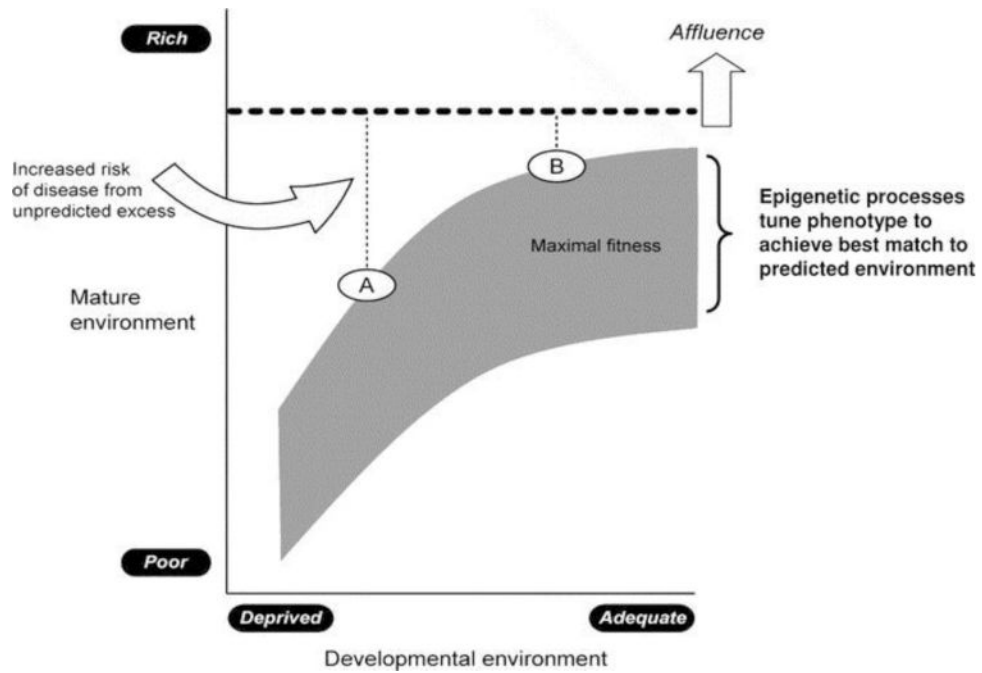 Rich
Affluence
Increased risk
of disease from
unpredicted excess
B
Maximal fitness
Epigenetic processes
tune phenotype to
achieve best match to
predicted environment
A
Mature
environment
Poor
Deprived
Adequate
Developmental environment